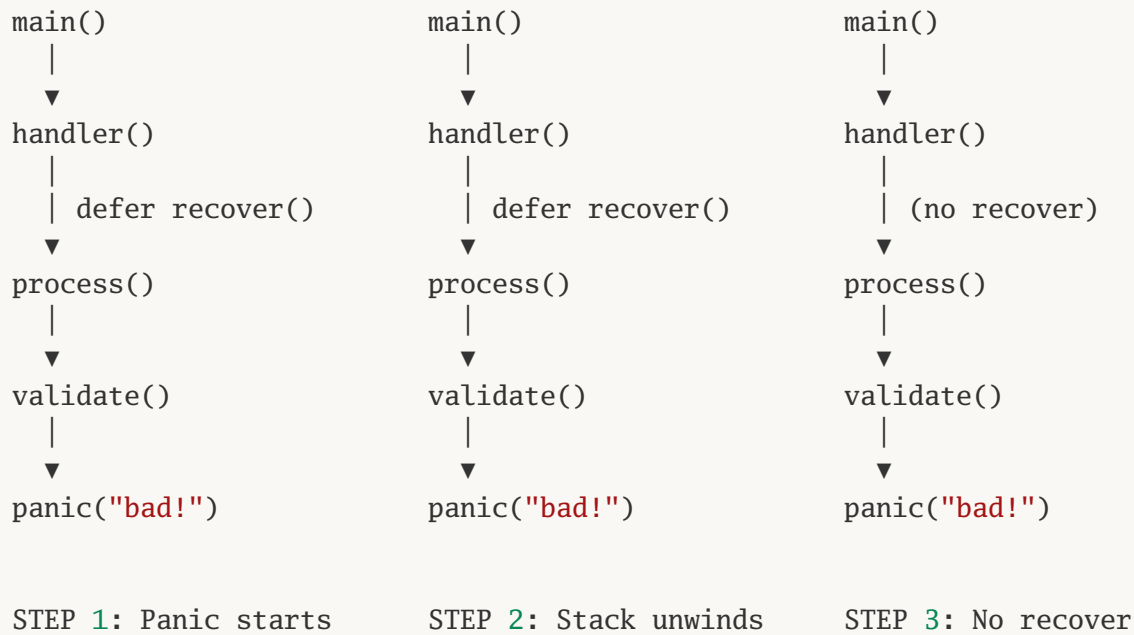 main()                    main()                    main()
  |                         |                         |
  ▼                         ▼                         ▼
handler()                 handler()                 handler()
  |                         |                         |
  | defer recover()         | defer recover()         | (no recover)
  ▼                         ▼                         ▼
process()                 process()                 process()
  |                         |                         |
  ▼                         ▼                         ▼
validate()                validate()                validate()
  |                         |                         |
  ▼                         ▼                         ▼
panic("bad!")             panic("bad!")             panic("bad!")

STEP 1: Panic starts      STEP 2: Stack unwinds     STEP 3: No recover